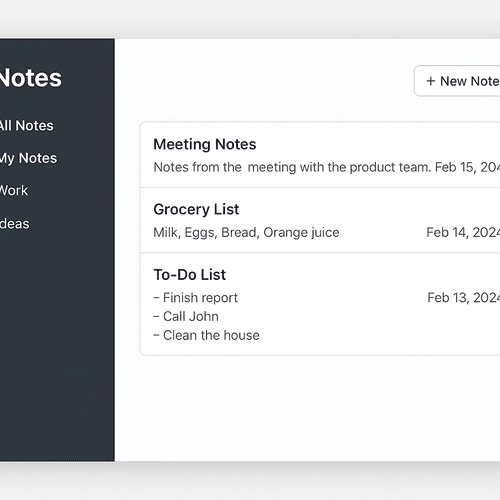 Notes
All Notes
My Notes
Work
deas
+ New Note
Meeting Notes
Notes from the meeting with the product team. Feb 15, 204
Grocery List
Milk, Eggs, Bread, Orange juice Feb 14, 2024
To-Do List
– Finish report Feb 13, 2024
– Call John
– Clean the house